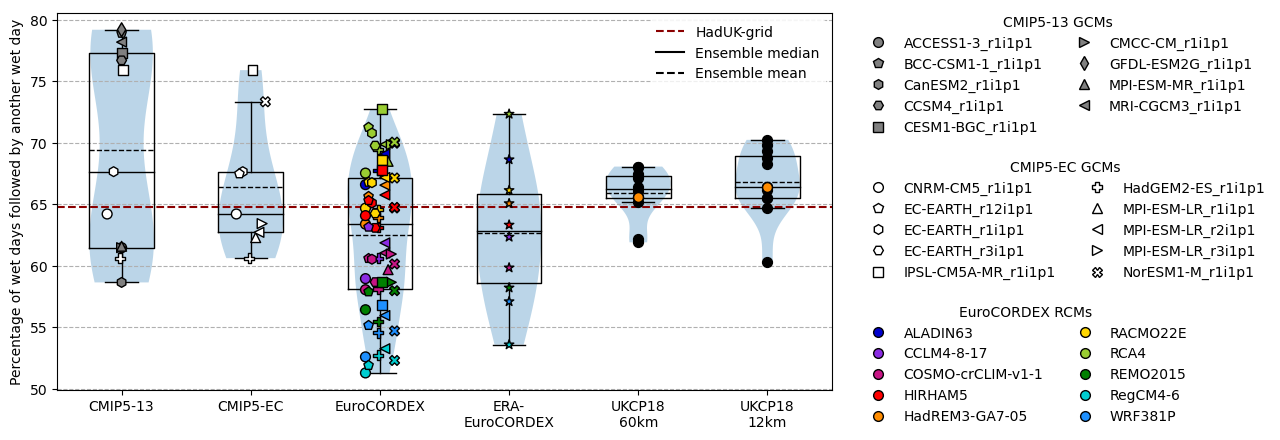 Percentage of wet days followed by another wet day
80
75
70
65
60
55
50
HadUK-grid
Ensemble median
Ensemble mean
CMIP5-13
CMIP5-EC
EuroCORDEX
ERA-
EuroCORDEX
UKCP18
60km
UKCP18
12km
CMIP5-13 GCMs
ACCESS1-3_r1i1p1
BCC-CSM1-1_r1i1p1
CanESM2_r1i1p1
CCSM4_r1i1p1
CESM1-BGC_r1i1p1
CMCC-CM_r1i1p1
GFDL-ESM2G_r1i1p1
MPI-ESM-MR_r1i1p1
MRI-CGCM3_r1i1p1
CMIP5-EC GCMs
CNRM-CM5_r1i1p1
EC-EARTH_r12i1p1
EC-EARTH_r1i1p1
EC-EARTH_r3i1p1
IPSL-CM5A-MR_r1i1p1
HadGEM2-ES_r1i1p1
MPI-ESM-LR_r1i1p1
MPI-ESM-LR_r2i1p1
MPI-ESM-LR_r3i1p1
NorESM1-M_r1i1p1
EuroCORDEX RCMs
ALADIN63
CCLM4-8-17
COSMO-crCLIM-v1-1
HIRHAM5
HadREM3-GA7-05
RACMO22E
RCA4
REMO2015
RegCM4-6
WRF381P